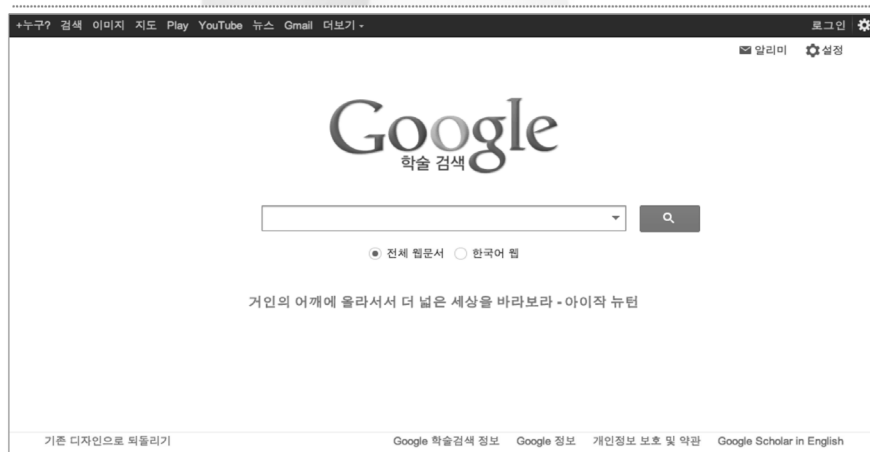 +누구? 검색 이미지 지도 Play YouTube 뉴스 Gmail 더보기 로그인
알리미 설정
Google
학술 검색
전체 웹문서 한국어 웹
거인의 어깨에 올라서서 더 넓은 세상을 바라보라 - 아이작 뉴턴
기존 디자인으로 되돌리기 Google 학술검색 정보 Google 정보 개인정보 보호 및 약관 Google Scholar in English